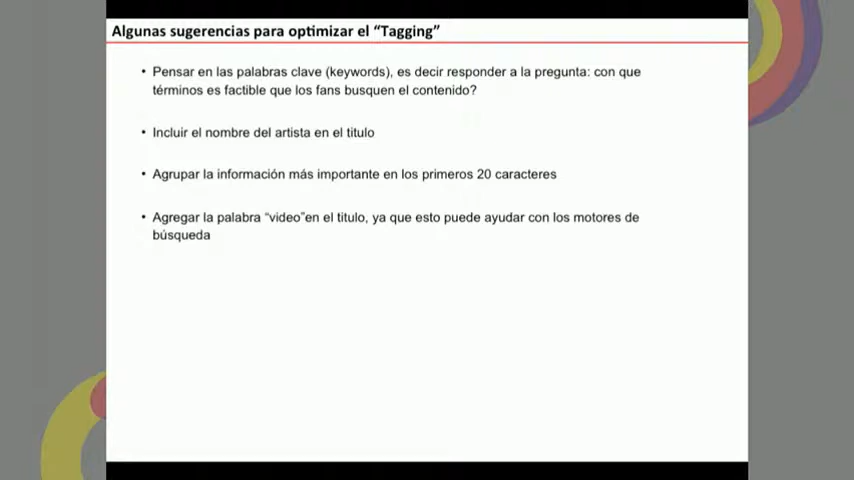 Algunas sugerencias para optimizar el “Tagging”
• Pensar en las palabras clave (keywords), es decir responder a la pregunta: con que
términos es factible que los fans busquen el contenido?
• Incluir el nombre del artista en el titulo
• Agrupar la información más importante en los primeros 20 caracteres
• Agregar la palabra “video”en el titulo, ya que esto puede ayudar con los motores de
búsqueda